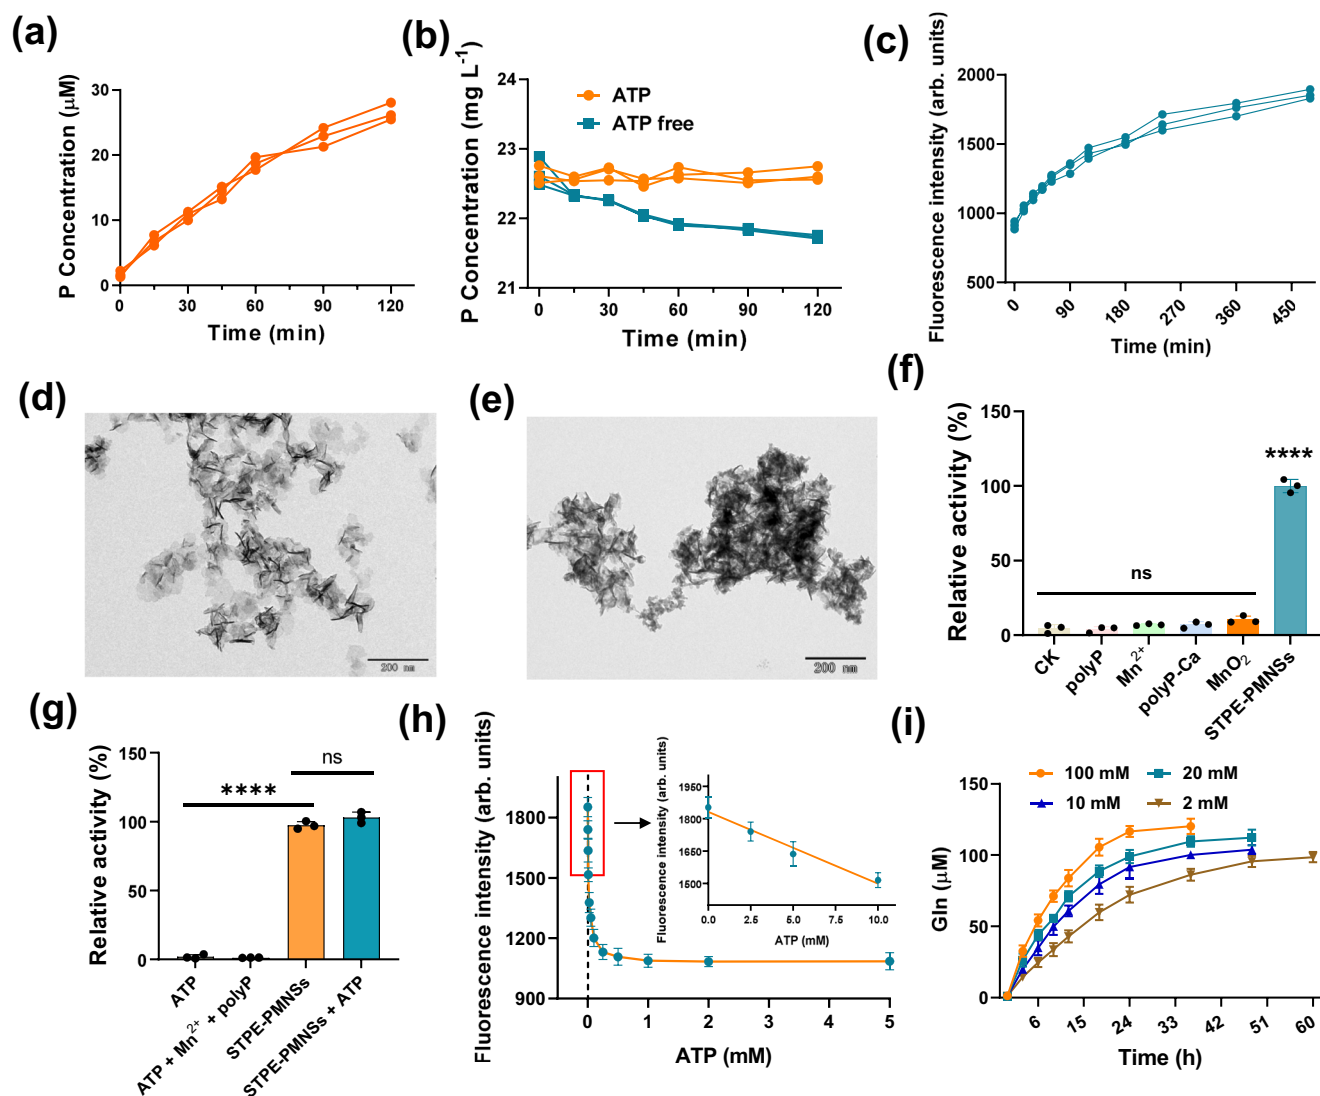 (a)
P Concentration (μM)
30
20
10
0
0
30
60
90
120
Time (min)
(b)
P Concentration (mg L⁻¹)
24
23
22
21
ATP
ATP free
0
30
60
90
120
Time (min)
(c)
Fluorescence intensity (arb. units)
2000
1500
1000
500
0
90
180
270
360
450
Time (min)
(d)
200 nm
(e)
200 nm
(f)
Relative activity (%)
150
100
50
0
ns
****
CK
polyP
Mn²⁺
polyP-Ca
MnO₂
STPE-PMNSs
(g)
Relative activity (%)
150
100
50
0
****
ns
ATP
ATP + Mn²⁺ + polyP
STPE-PMNSs
STPE-PMNSs + ATP
(h)
Fluorescence intensity (arb. units)
1800
1500
1200
900
0
1
2
3
4
5
ATP (mM)
Fluorescence intensity (arb. units)
1950
1800
1650
1500
0.0
2.5
5.0
7.5
10.0
ATP (mM)
(i)
100 mM
20 mM
10 mM
2 mM
Gln (μM)
150
100
50
0
6
15
24
33
42
51
60
Time (h)